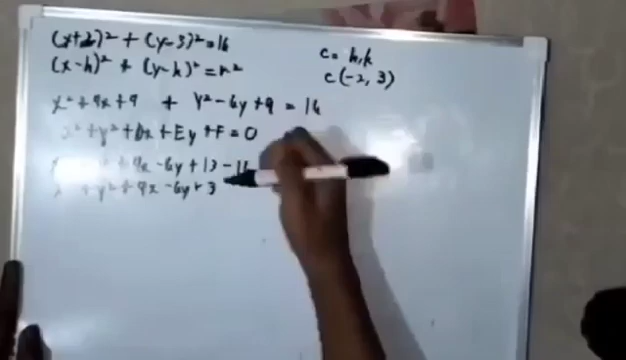 (x+2)² + (y-3)² = 16
(x-h)² + (y-k)² = r²
c = h,k
c(-2, 3)
x² + 4x + 4 + y² - 6y + 9 = 16
x² + y² + Dx + Ey + F = 0
+ 4x - 6y + 13 - 16
+ y² + 4x - 6y + 3